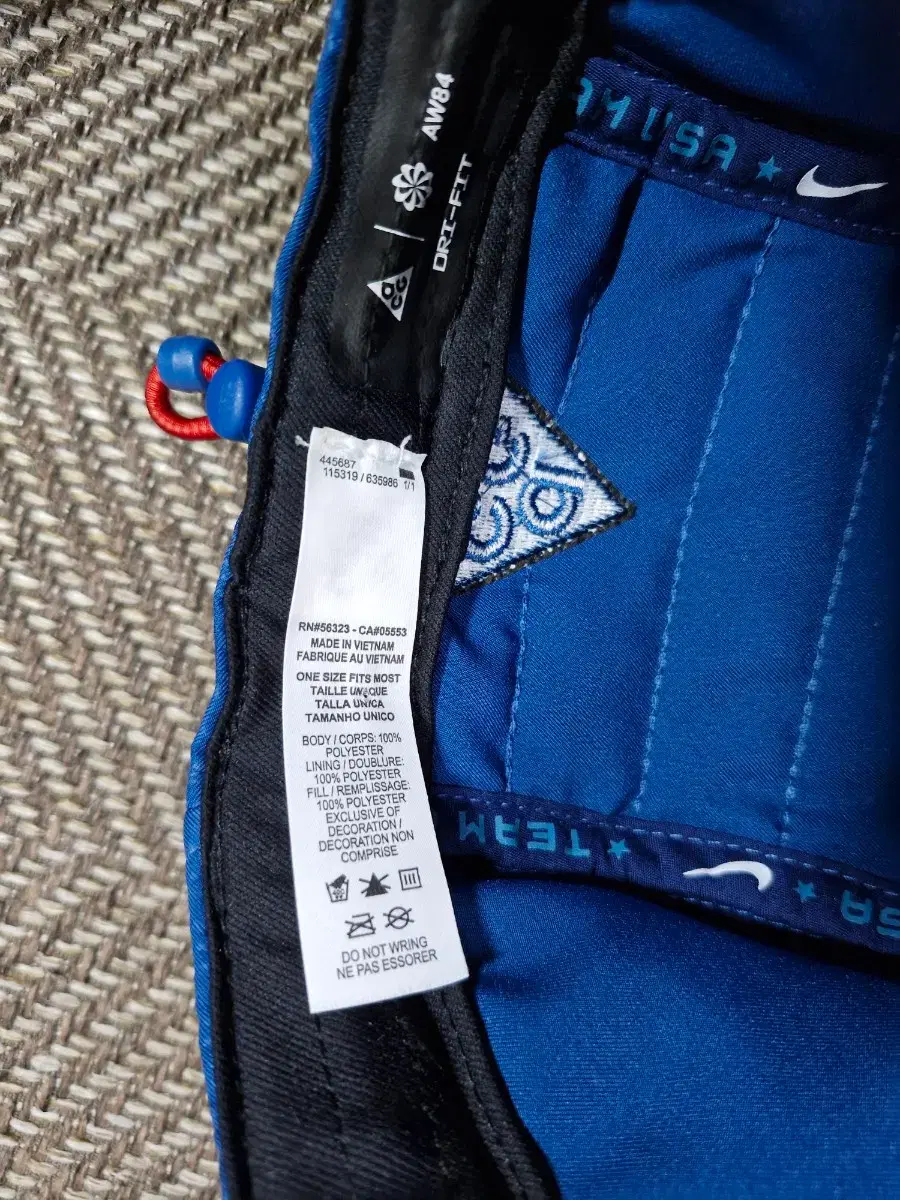 AW84
DRI-FIT
ACG
AM USA
445687
115319 / 635986 1/1
RN#56323 - CA#05553
MADE IN VIETNAM
FABRIQUE AU VIETNAM
ONE SIZE FITS MOST
TAILLE UNIQUE
TALLA UNICA
TAMANHO UNICO
BODY / CORPS: 100%
POLYESTER
LINING / DOUBLURE:
100% POLYESTER
FILL / REMPLISSAGE:
100% POLYESTER
EXCLUSIVE OF
DECORATION /
DECORATION NON
COMPRISE
DO NOT WRING
NE PAS ESSORER
TEAM
USA